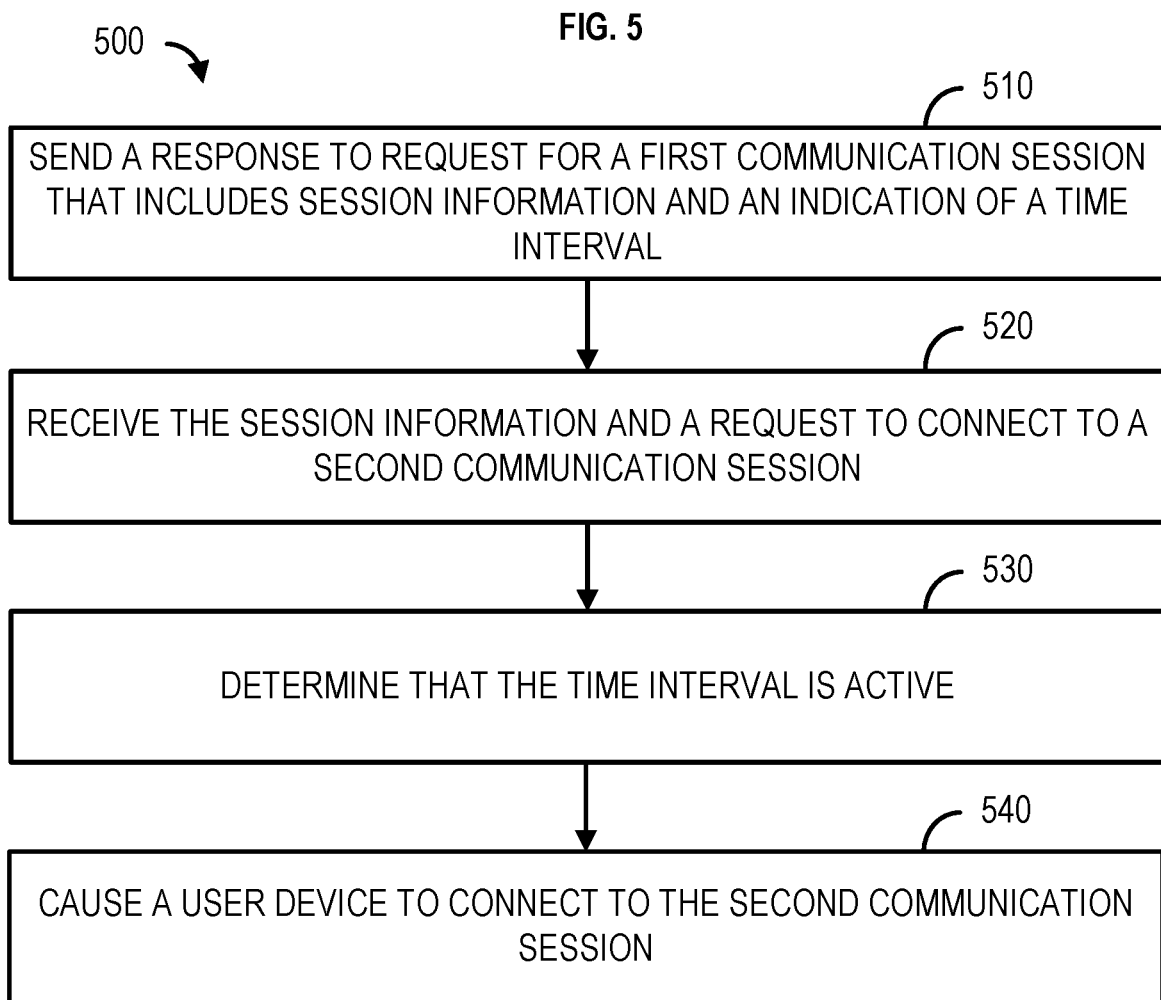 FIG. 5
500
510
SEND A RESPONSE TO REQUEST FOR A FIRST COMMUNICATION SESSION
THAT INCLUDES SESSION INFORMATION AND AN INDICATION OF A TIME
INTERVAL
520
RECEIVE THE SESSION INFORMATION AND A REQUEST TO CONNECT TO A
SECOND COMMUNICATION SESSION
530
DETERMINE THAT THE TIME INTERVAL IS ACTIVE
540
CAUSE A USER DEVICE TO CONNECT TO THE SECOND COMMUNICATION
SESSION